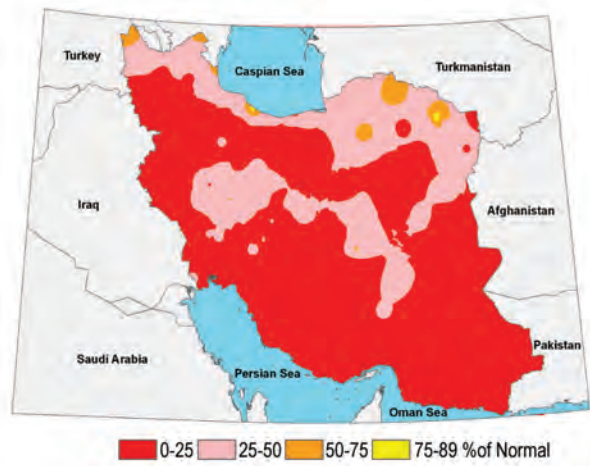 Turkey
Caspian Sea
Turkmanistan
Iraq
Afghanistan
Saudi Arabia
Persian Sea
Pakistan
Oman Sea
0-25 25-50 50-75 75-89 %of Normal